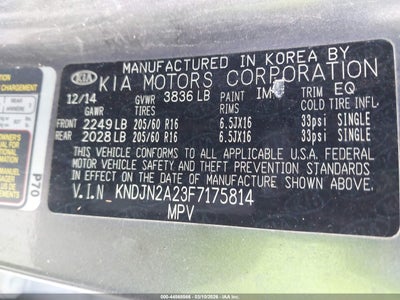 MANUFACTURED IN KOREA BY
KIA KIA MOTORS CORPORATION
12/14 GVWR 3836 LB PAINT IM TRIM EQ
GAWR TIRES RIMS COLD TIRE INFL
FRONT 2249 LB 205/60 R16 6.5JX16 33psi SINGLE
REAR 2028 LB 205/60 R16 6.5JX16 33psi SINGLE
THIS VEHICLE CONFORMS TO ALL APPLICABLE U.S.A. FEDERAL
MOTOR VEHICLE SAFETY AND THEFT PREVENTION STANDARDS
IN EFFECT ON THE DATE OF MANUFACTURE SHOWN ABOVE.
V.I.N KNDJN2A23F7175814
MPV
CHARGEMENT
P70